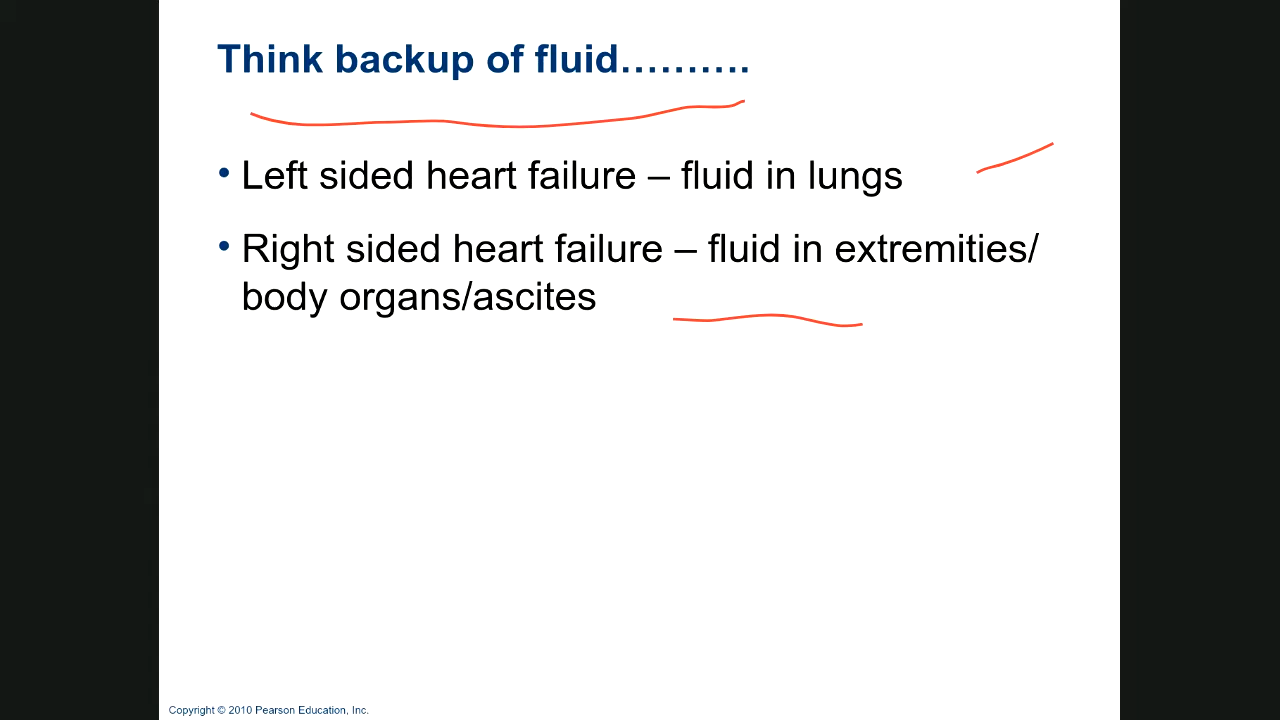 Think backup of fluid……….
• Left sided heart failure – fluid in lungs
• Right sided heart failure – fluid in extremities/
body organs/ascites
Copyright © 2010 Pearson Education, Inc.